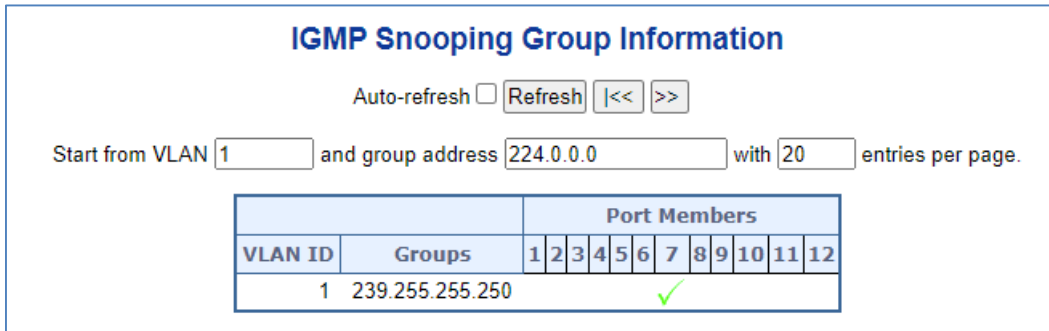 IGMP Snooping Group Information
Auto-refresh Refresh |<< >>
Start from VLAN 1 and group address 224.0.0.0 with 20 entries per page.
Port Members
VLAN ID Groups 1 2 3 4 5 6 7 8 9 10 11 12
1 239.255.255.250